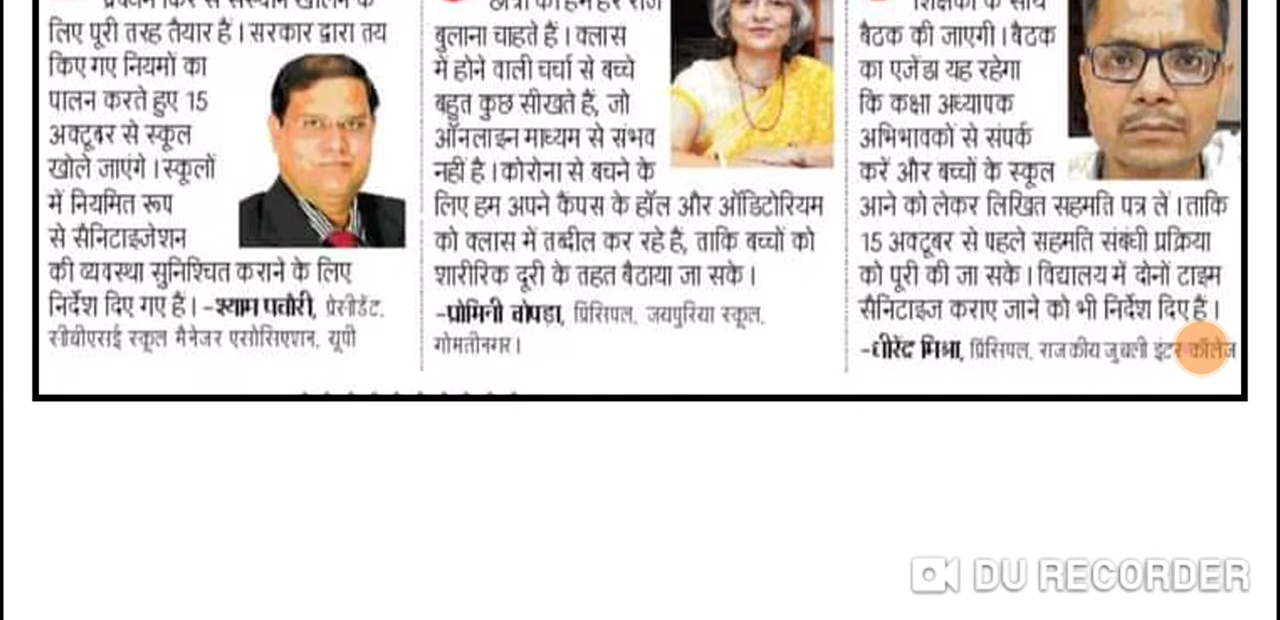 लिए पूरी तरह तैयार हैं। सरकार द्वारा तय
किए गए नियमों का
पालन करते हुए 15
अक्टूबर से स्कूल
खोले जाएंगे। स्कूलों
में नियमित रूप
से सैनिटाइजेशन
की व्यवस्था सुनिश्चित कराने के लिए
निर्देश दिए गए हैं। -श्याम पचौरी, प्रेसीडेंट,
सीबीएसई स्कूल मैनेजर एसोसिएशन, यूपी
बुलाना चाहते हैं। क्लास
में होने वाली चर्चा से बच्चे
बहुत कुछ सीखते हैं, जो
ऑनलाइन माध्यम से संभव
नहीं है। कोरोना से बचने के
लिए हम अपने कैंपस के हॉल और ऑडिटोरियम
को क्लास में तब्दील कर रहे हैं, ताकि बच्चों को
शारीरिक दूरी के तहत बैठाया जा सके।
-प्रोमिनी चोपड़ा, प्रिंसिपल, जयपुरिया स्कूल,
गोमतीनगर।
शिक्षकों के साथ
बैठक की जाएगी। बैठक
का एजेंडा यह रहेगा
कि कक्षा अध्यापक
अभिभावकों से संपर्क
करें और बच्चों के स्कूल
आने को लेकर लिखित सहमति पत्र लें। ताकि
15 अक्टूबर से पहले सहमति संबंधी प्रक्रिया
को पूरी की जा सके। विद्यालय में दोनों टाइम
सैनिटाइज कराए जाने को भी निर्देश दिए हैं।
-धीरेंद्र मिश्रा, प्रिंसिपल, राजकीय जुबली इंटर कॉलेज
DU RECORDER